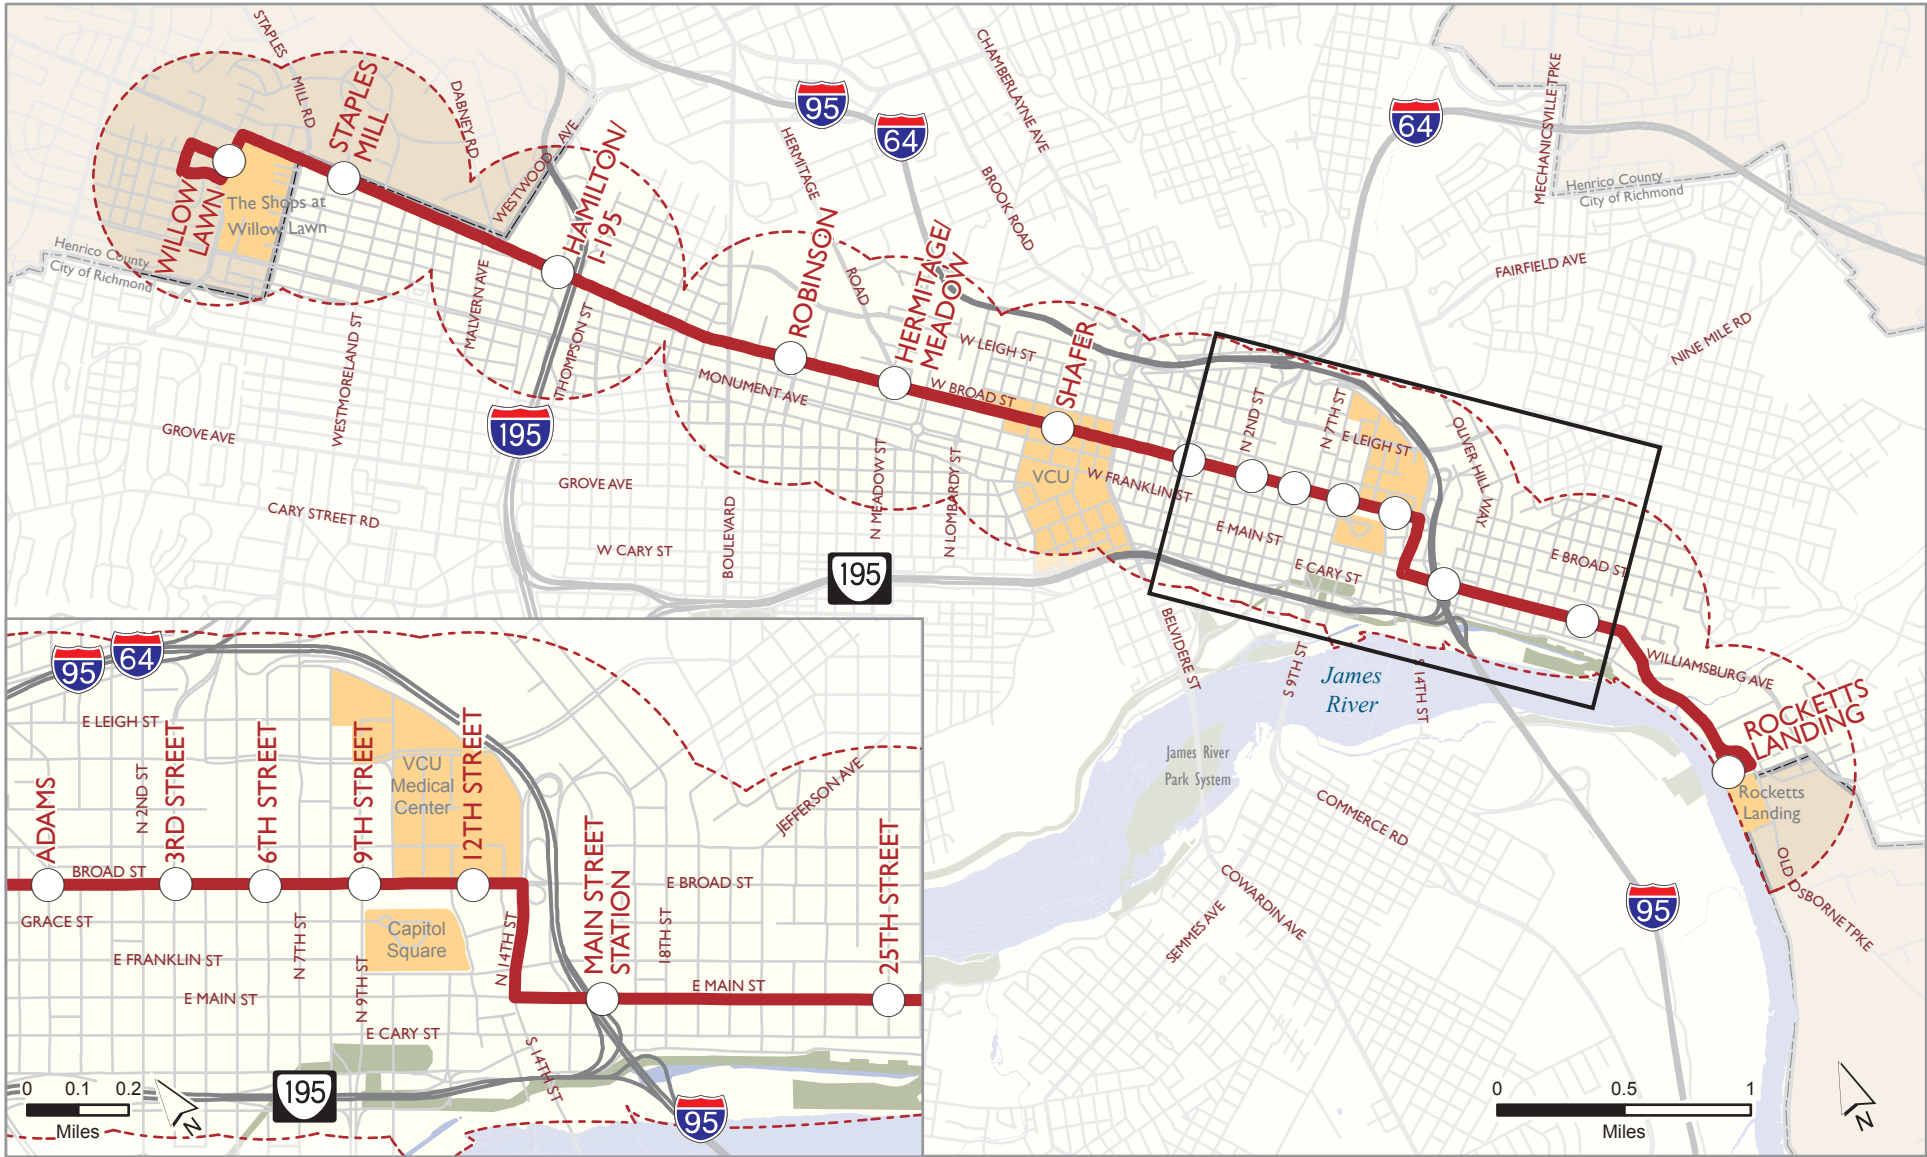 STAPLES
MILL RD
STAPLES
MILL
DABNEY RD
WESTWOOD AVE
HAMILTON/
I-195
WILLOW
LAWN
The Shops at
Willow Lawn
Henrico County
City of Richmond
MALVERN AVE
WESTMORELAND ST
THOMPSON ST
GROVE AVE
CARY STREET RD
195
95
64
HERMITAGE
ROAD
CHAMBERLAYNE AVE
BROOK ROAD
ROBINSON
HERMITAGE/
MEADOW
SHAFER
W LEIGH ST
W BROAD ST
MONUMENT AVE
GROVE AVE
W CARY ST
BOULEVARD
N MEADOW ST
N LOMBARDY ST
195
VCU
W FRANKLIN ST
64
MECHANICSVILLE TPKE
Henrico County
City of Richmond
FAIRFIELD AVE
NINE MILE RD
N 2ND ST
N 7TH ST
E LEIGH ST
OLIVER HILL WAY
E MAIN ST
E CARY ST
E BROAD ST
BELVIDERE ST
S 9TH ST
S 14TH ST
James
River
WILLIAMSBURG AVE
ROCKETTS
LANDING
Rocketts
Landing
OLD OSBORNE TPKE
James River
Park System
COMMERCE RD
COWARDIN AVE
SEMMES AVE
95
0 0.5 1
Miles
N
95
64
E LEIGH ST
ADAMS
N 2ND ST
3RD STREET
6TH STREET
9TH STREET
12TH STREET
VCU
Medical
Center
JEFFERSON AVE
BROAD ST
GRACE ST
E FRANKLIN ST
N 7TH ST
N 9TH ST
Capitol
Square
N 14TH ST
MAIN STREET
STATION
18TH ST
E BROAD ST
25TH STREET
E MAIN ST
E MAIN ST
E CARY ST
S 14TH ST
195
95
0 0.1 0.2
Miles
N